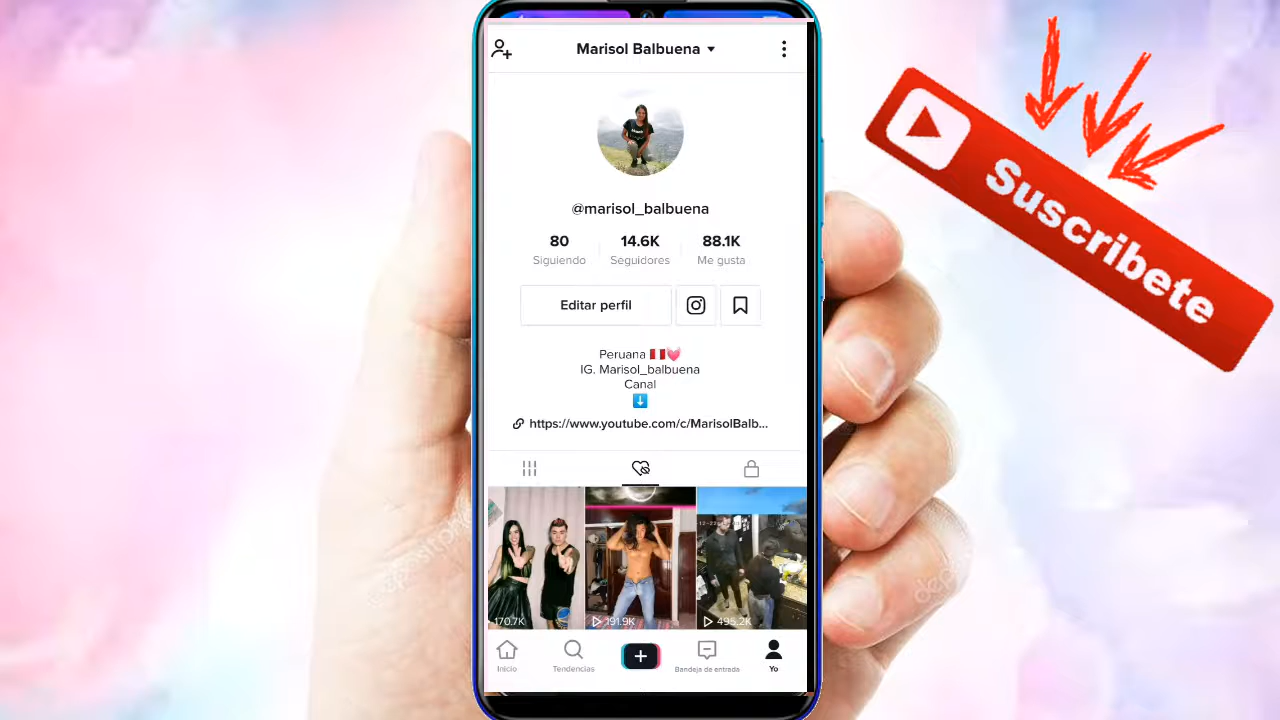 Marisol Balbuena
@marisol_balbuena
80 14.6K 88.1K
Siguiendo Seguidores Me gusta
Editar perfil
Peruana 🇵🇪💓
IG. Marisol_balbuena
Canal
⬇️
https://www.youtube.com/c/MarisolBalb...
170.7K 191.9K 495.2K
Inicio Tendencias Bandeja de entrada Yo
Suscribete